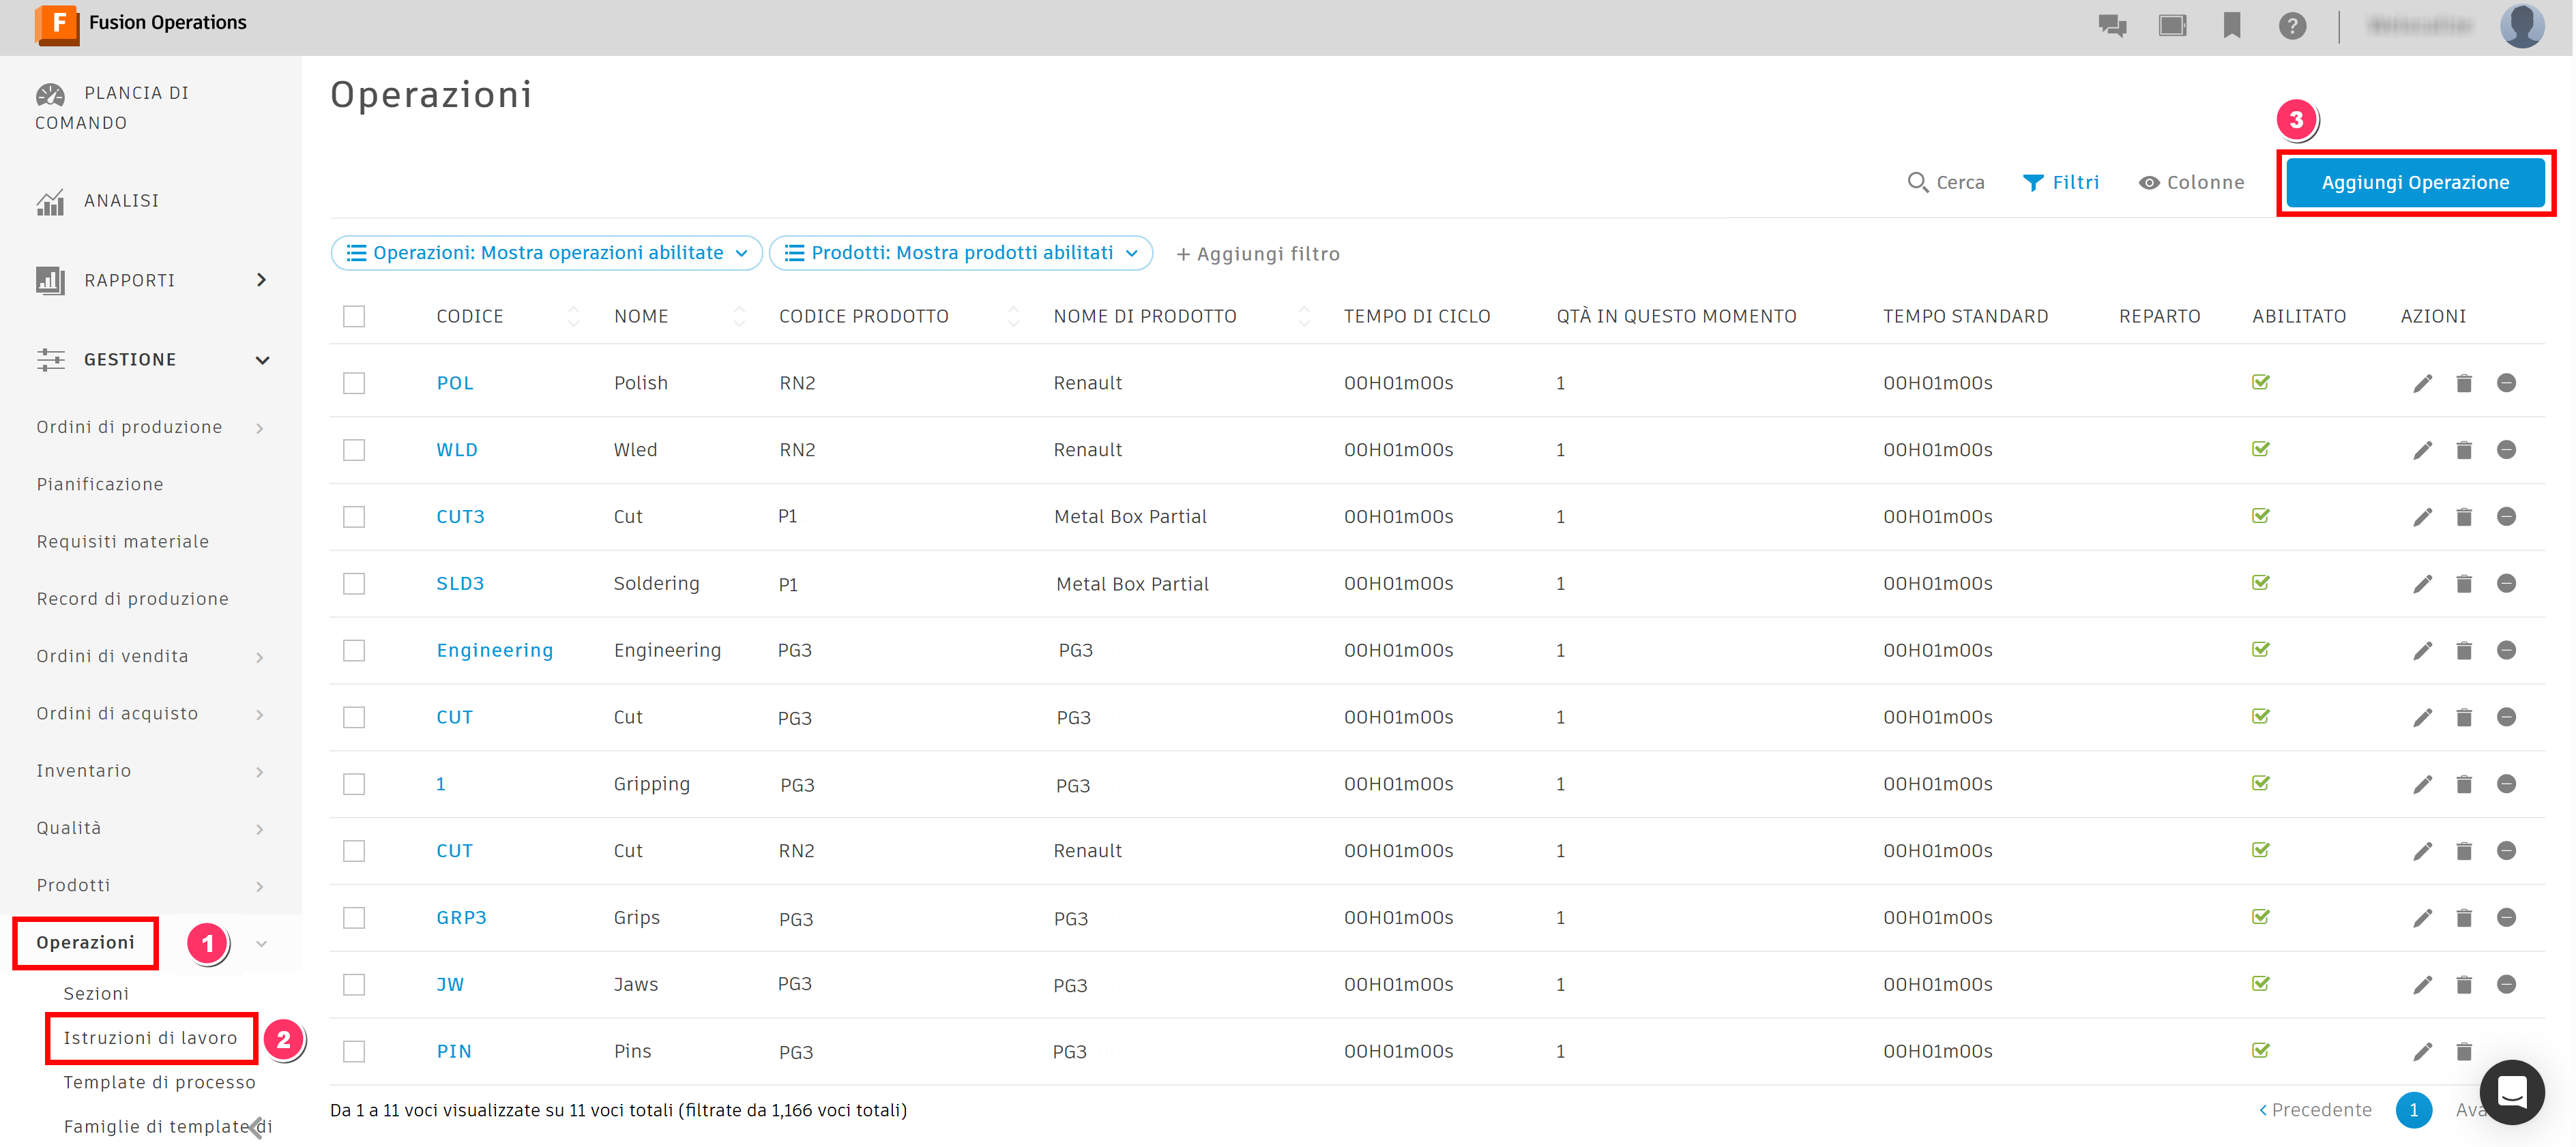 Fusion Operations
PLANCIA DI
COMANDO
ANALISI
RAPPORTI
GESTIONE
Ordini di produzione
Pianificazione
Requisiti materiale
Record di produzione
Ordini di vendita
Ordini di acquisto
Inventario
Qualità
Prodotti
Operazioni 1
Sezioni
Istruzioni di lavoro 2
Template di processo
Famiglie di template di
Operazioni
3
Cerca Filtri Colonne Aggiungi Operazione
Operazioni: Mostra operazioni abilitate Prodotti: Mostra prodotti abilitati + Aggiungi filtro
CODICE NOME CODICE PRODOTTO NOME DI PRODOTTO TEMPO DI CICLO QTÀ IN QUESTO MOMENTO TEMPO STANDARD REPARTO ABILITATO AZIONI
POL Polish RN2 Renault 00H01m00s 1 00H01m00s
WLD Wled RN2 Renault 00H01m00s 1 00H01m00s
CUT3 Cut P1 Metal Box Partial 00H01m00s 1 00H01m00s
SLD3 Soldering P1 Metal Box Partial 00H01m00s 1 00H01m00s
Engineering Engineering PG3 PG3 00H01m00s 1 00H01m00s
CUT Cut PG3 PG3 00H01m00s 1 00H01m00s
1 Gripping PG3 PG3 00H01m00s 1 00H01m00s
CUT Cut RN2 Renault 00H01m00s 1 00H01m00s
GRP3 Grips PG3 PG3 00H01m00s 1 00H01m00s
JW Jaws PG3 PG3 00H01m00s 1 00H01m00s
PIN Pins PG3 PG3 00H01m00s 1 00H01m00s
Da 1 a 11 voci visualizzate su 11 voci totali (filtrate da 1,166 voci totali)
Precedente 1